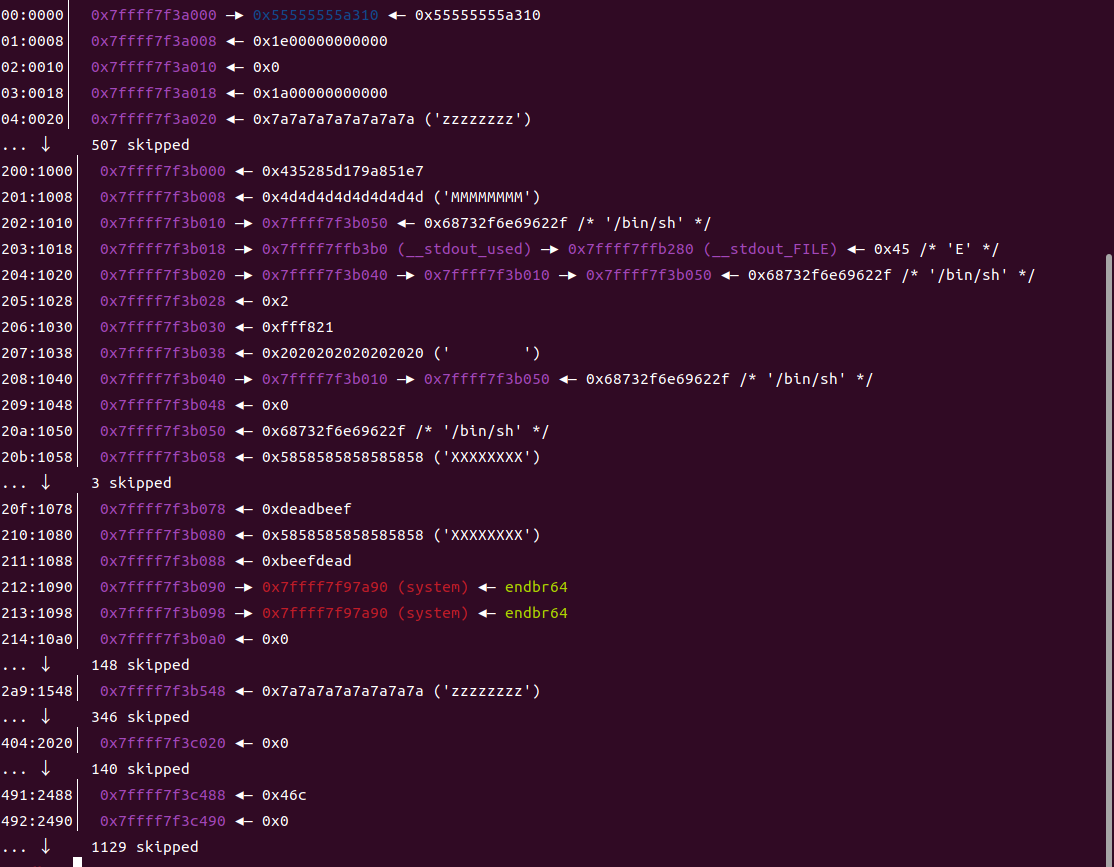 00:0000│ 0x7ffff7f3a000 —▸ 0x55555555a310 ◂— 0x55555555a310
01:0008│ 0x7ffff7f3a008 ◂— 0x1e00000000000
02:0010│ 0x7ffff7f3a010 ◂— 0x0
03:0018│ 0x7ffff7f3a018 ◂— 0x1a00000000000
04:0020│ 0x7ffff7f3a020 ◂— 0x7a7a7a7a7a7a7a7a ('zzzzzzzz')
... ↓ 507 skipped
200:1000│ 0x7ffff7f3b000 ◂— 0x435285d179a851e7
201:1008│ 0x7ffff7f3b008 ◂— 0x4d4d4d4d4d4d4d4d ('MMMMMMMM')
202:1010│ 0x7ffff7f3b010 —▸ 0x7ffff7f3b050 ◂— 0x68732f6e69622f /* '/bin/sh' */
203:1018│ 0x7ffff7f3b018 —▸ 0x7ffff7ffb3b0 (__stdout_used) —▸ 0x7ffff7ffb280 (__stdout_FILE) ◂— 0x45 /* 'E' */
204:1020│ 0x7ffff7f3b020 —▸ 0x7ffff7f3b040 —▸ 0x7ffff7f3b010 —▸ 0x7ffff7f3b050 ◂— 0x68732f6e69622f /* '/bin/sh' */
205:1028│ 0x7ffff7f3b028 ◂— 0x2
206:1030│ 0x7ffff7f3b030 ◂— 0xfff821
207:1038│ 0x7ffff7f3b038 ◂— 0x2020202020202020 ('        ')
208:1040│ 0x7ffff7f3b040 —▸ 0x7ffff7f3b010 —▸ 0x7ffff7f3b050 ◂— 0x68732f6e69622f /* '/bin/sh' */
209:1048│ 0x7ffff7f3b048 ◂— 0x0
20a:1050│ 0x7ffff7f3b050 ◂— 0x68732f6e69622f /* '/bin/sh' */
20b:1058│ 0x7ffff7f3b058 ◂— 0x5858585858585858 ('XXXXXXXX')
... ↓ 3 skipped
20f:1078│ 0x7ffff7f3b078 ◂— 0xdeadbeef
210:1080│ 0x7ffff7f3b080 ◂— 0x5858585858585858 ('XXXXXXXX')
211:1088│ 0x7ffff7f3b088 ◂— 0xbeefdead
212:1090│ 0x7ffff7f3b090 —▸ 0x7ffff7f97a90 (system) ◂— endbr64
213:1098│ 0x7ffff7f3b098 —▸ 0x7ffff7f97a90 (system) ◂— endbr64
214:10a0│ 0x7ffff7f3b0a0 ◂— 0x0
... ↓ 148 skipped
2a9:1548│ 0x7ffff7f3b548 ◂— 0x7a7a7a7a7a7a7a7a ('zzzzzzzz')
... ↓ 346 skipped
404:2020│ 0x7ffff7f3c020 ◂— 0x0
... ↓ 140 skipped
491:2488│ 0x7ffff7f3c488 ◂— 0x46c
492:2490│ 0x7ffff7f3c490 ◂— 0x0
... ↓ 1129 skipped